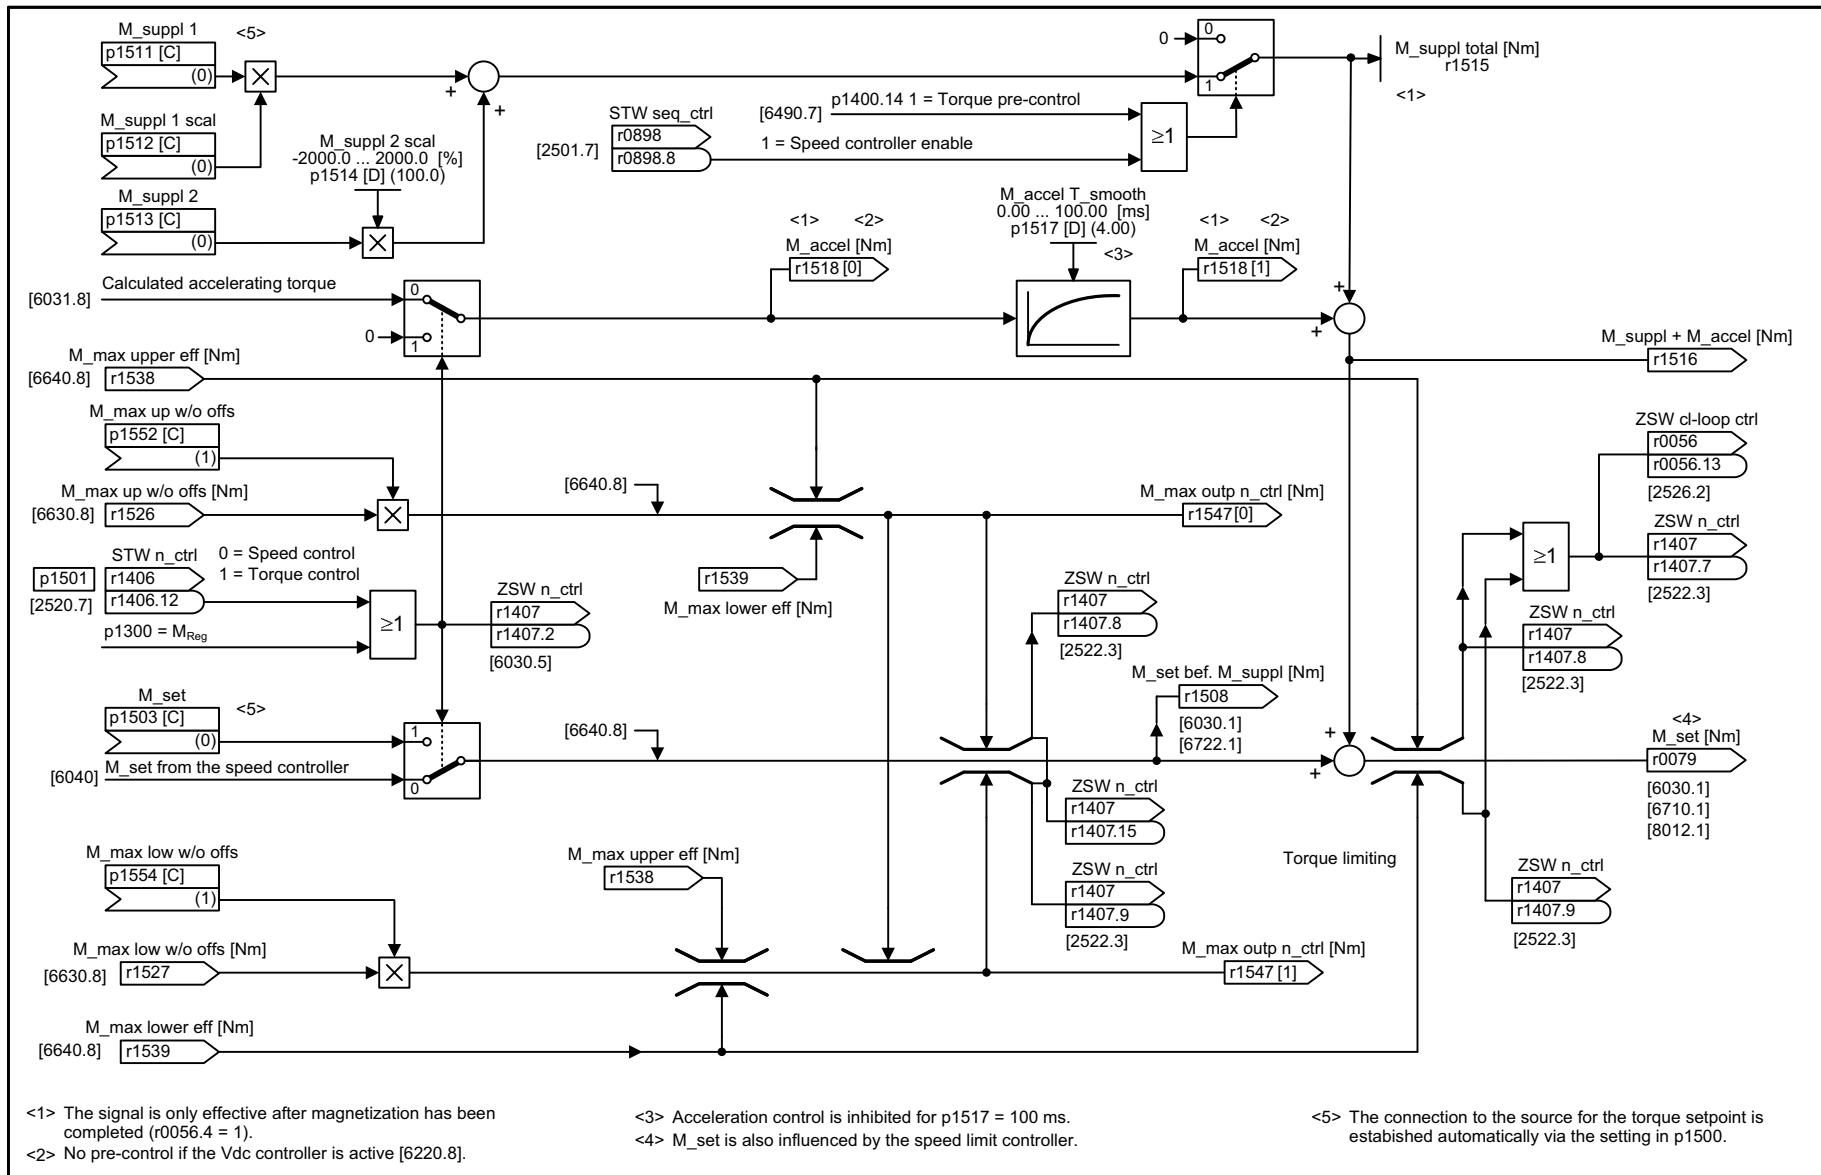 M_suppl 1
<5>
p1511 [C]
(0)
M_suppl 1 scal
p1512 [C]
(0)
M_suppl 2
p1513 [C]
(0)
M_suppl 2 scal
-2000.0 ... 2000.0 [%]
p1514 [D] (100.0)
+
+
STW seq_ctrl
r0898
r0898.8
[2501.7]
[6490.7]
p1400.14 1 = Torque pre-control
1 = Speed controller enable
≥1
0
0
1
M_suppl total [Nm]
r1515
<1>
Calculated accelerating torque
[6031.8]
0
0
1
<1> <2>
M_accel [Nm]
r1518 [0]
M_accel T_smooth
0.00 ... 100.00 [ms]
p1517 [D] (4.00)
<3>
<1> <2>
M_accel [Nm]
r1518 [1]
+
+
M_suppl + M_accel [Nm]
r1516
M_max upper eff [Nm]
[6640.8]
r1538
M_max up w/o offs
p1552 [C]
(1)
M_max up w/o offs [Nm]
[6630.8]
r1526
[6640.8]
r1539
M_max lower eff [Nm]
M_max outp n_ctrl [Nm]
r1547 [0]
p1501
[2520.7]
STW n_ctrl
r1406
r1406.12
0 = Speed control
1 = Torque control
p1300 = MReg
≥1
ZSW n_ctrl
r1407
r1407.2
[6030.5]
ZSW n_ctrl
r1407
r1407.8
[2522.3]
≥1
ZSW cl-loop ctrl
r0056
r0056.13
[2526.2]
ZSW n_ctrl
r1407
r1407.7
[2522.3]
ZSW n_ctrl
r1407
r1407.8
[2522.3]
M_set
<5>
p1503 [C]
(0)
M_set from the speed controller
[6040]
1
0
[6640.8]
M_set bef. M_suppl [Nm]
r1508
[6030.1]
[6722.1]
+
+
<4>
M_set [Nm]
r0079
[6030.1]
[6710.1]
[8012.1]
ZSW n_ctrl
r1407
r1407.15
ZSW n_ctrl
r1407
r1407.9
[2522.3]
Torque limiting
ZSW n_ctrl
r1407
r1407.9
[2522.3]
M_max low w/o offs
p1554 [C]
(1)
M_max upper eff [Nm]
r1538
M_max low w/o offs [Nm]
[6630.8]
r1527
M_max outp n_ctrl [Nm]
r1547 [1]
M_max lower eff [Nm]
[6640.8]
r1539
<1> The signal is only effective after magnetization has been
completed (r0056.4 = 1).
<2> No pre-control if the Vdc controller is active [6220.8].
<3> Acceleration control is inhibited for p1517 = 100 ms.
<4> M_set is also influenced by the speed limit controller.
<5> The connection to the source for the torque setpoint is
estabished automatically via the setting in p1500.